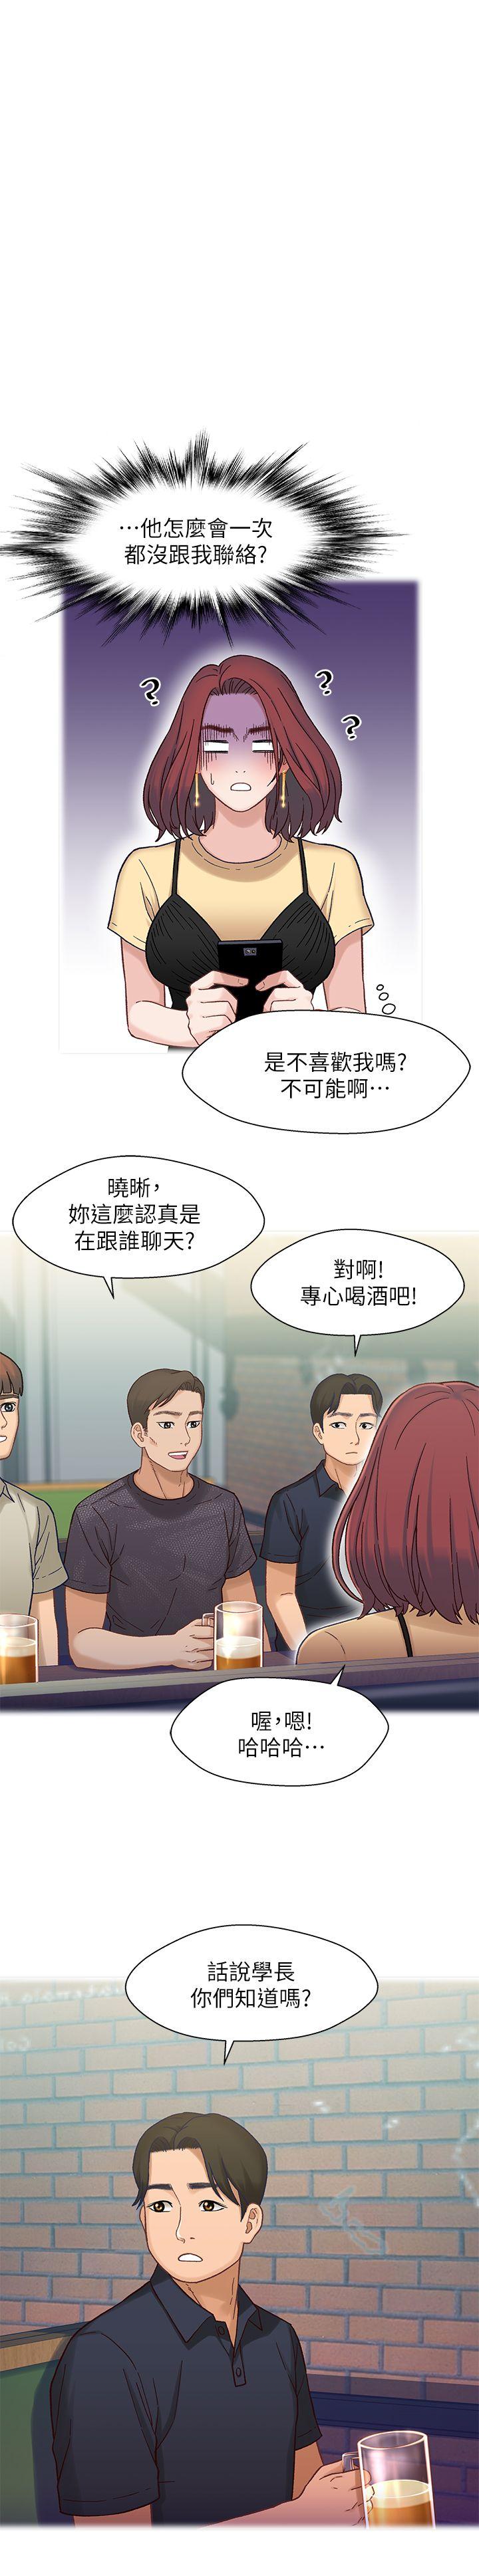 …他怎麼會一次
都沒跟我聯絡?
?
?
?
是不喜歡我嗎?
不可能啊…
曉晰,
妳這麼認真是
在跟誰聊天?
對啊!
專心喝酒吧!
喔,嗯!
哈哈哈…
話說學長
你們知道嗎?